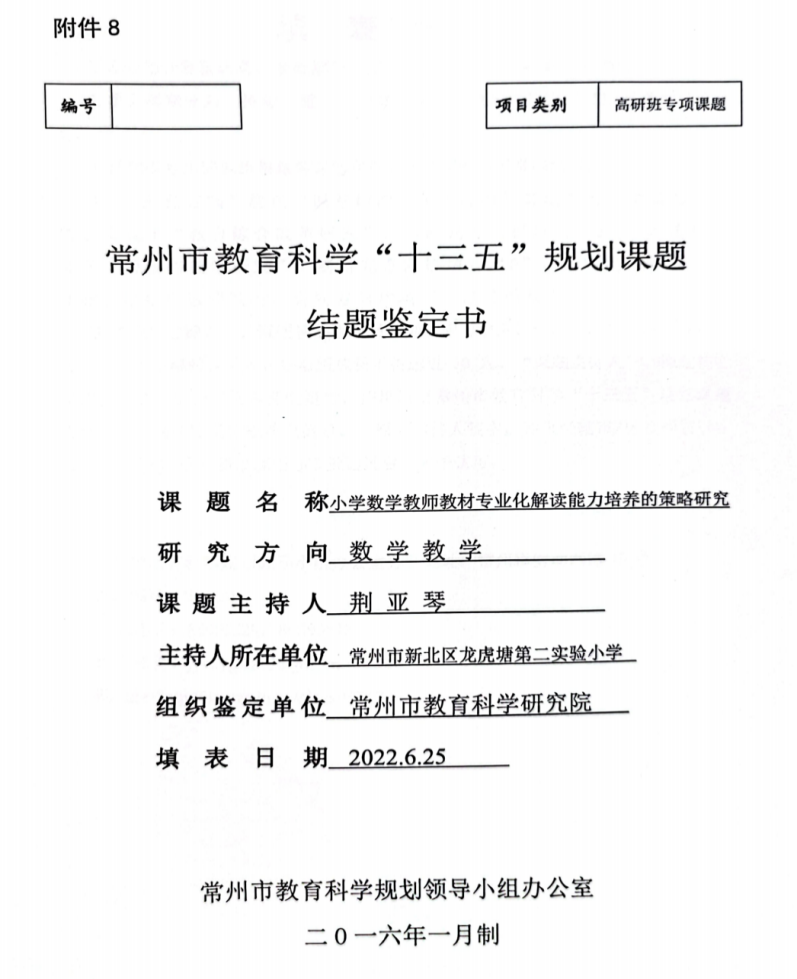 附件 8
编号
项目类别 高研班专项课题
常州市教育科学“十三五”规划课题
结题鉴定书
课题名称 小学数学教师教材专业化解读能力培养的策略研究
研究方向 数学教学
课题主持人 荆亚琴
主持人所在单位 常州市新北区龙虎塘第二实验小学
组织鉴定单位 常州市教育科学研究院
填表日期 2022.6.25
常州市教育科学规划领导小组办公室
二0一六年一月制